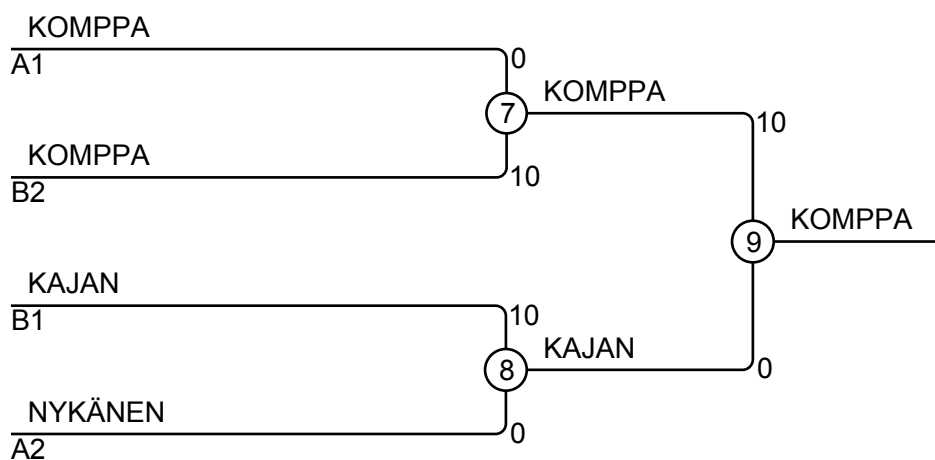 KOMPPA
A1
0
7
KOMPPA
KOMPPA
B2
10
10
9
KOMPPA
KAJAN
B1
10
8
KAJAN
0
NYKÄNEN
A2
0